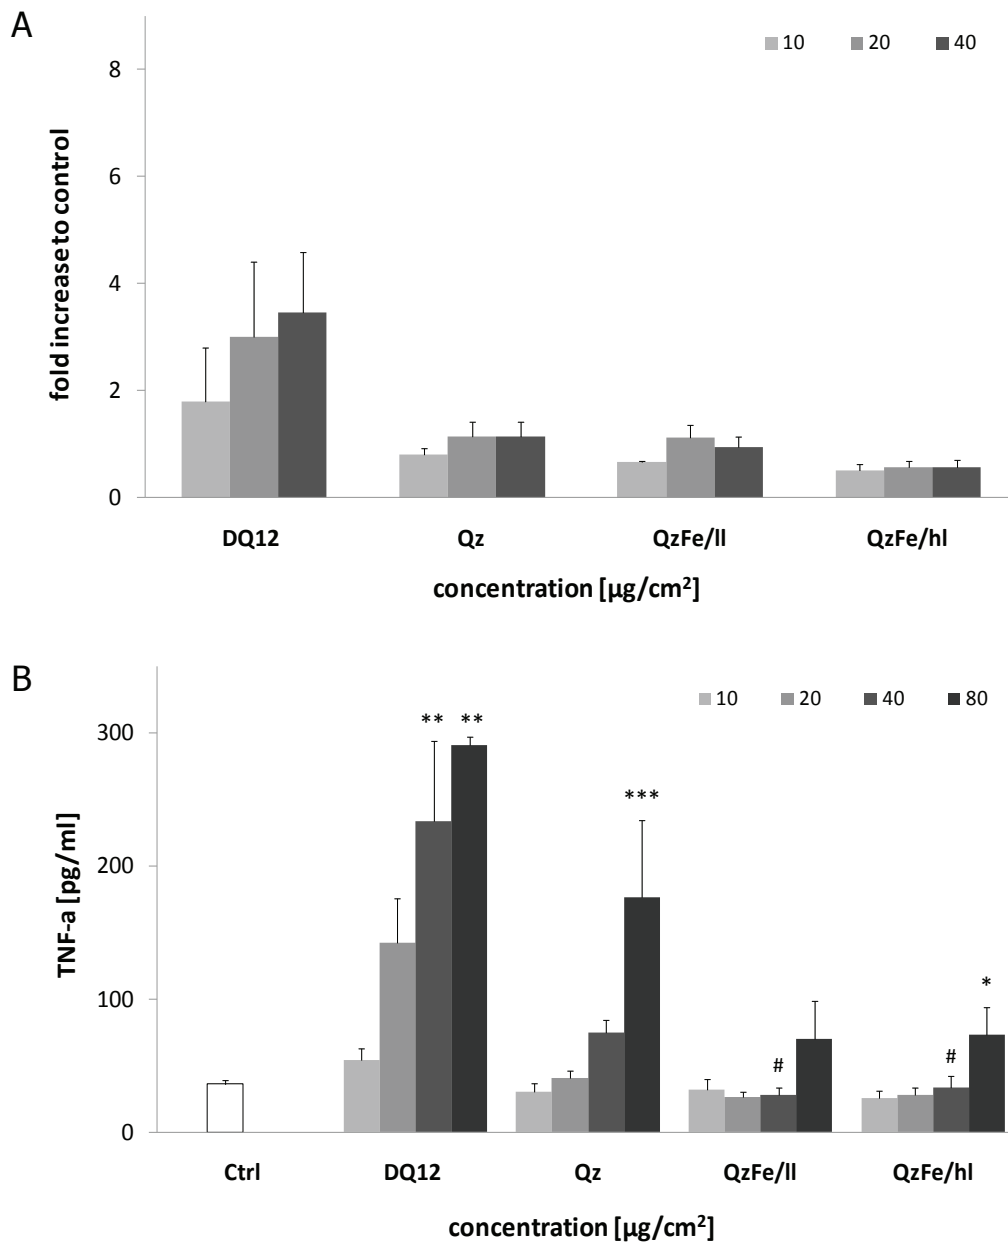 A
10 20 40
8
6
4
2
0
fold increase to control
DQ12 Qz QzFe/ll QzFe/hl
concentration [µg/cm²]
B
10 20 40 80
300
200
100
0
TNF-a [pg/ml]
** **
***
*
# #
Ctrl DQ12 Qz QzFe/ll QzFe/hl
concentration [µg/cm²]